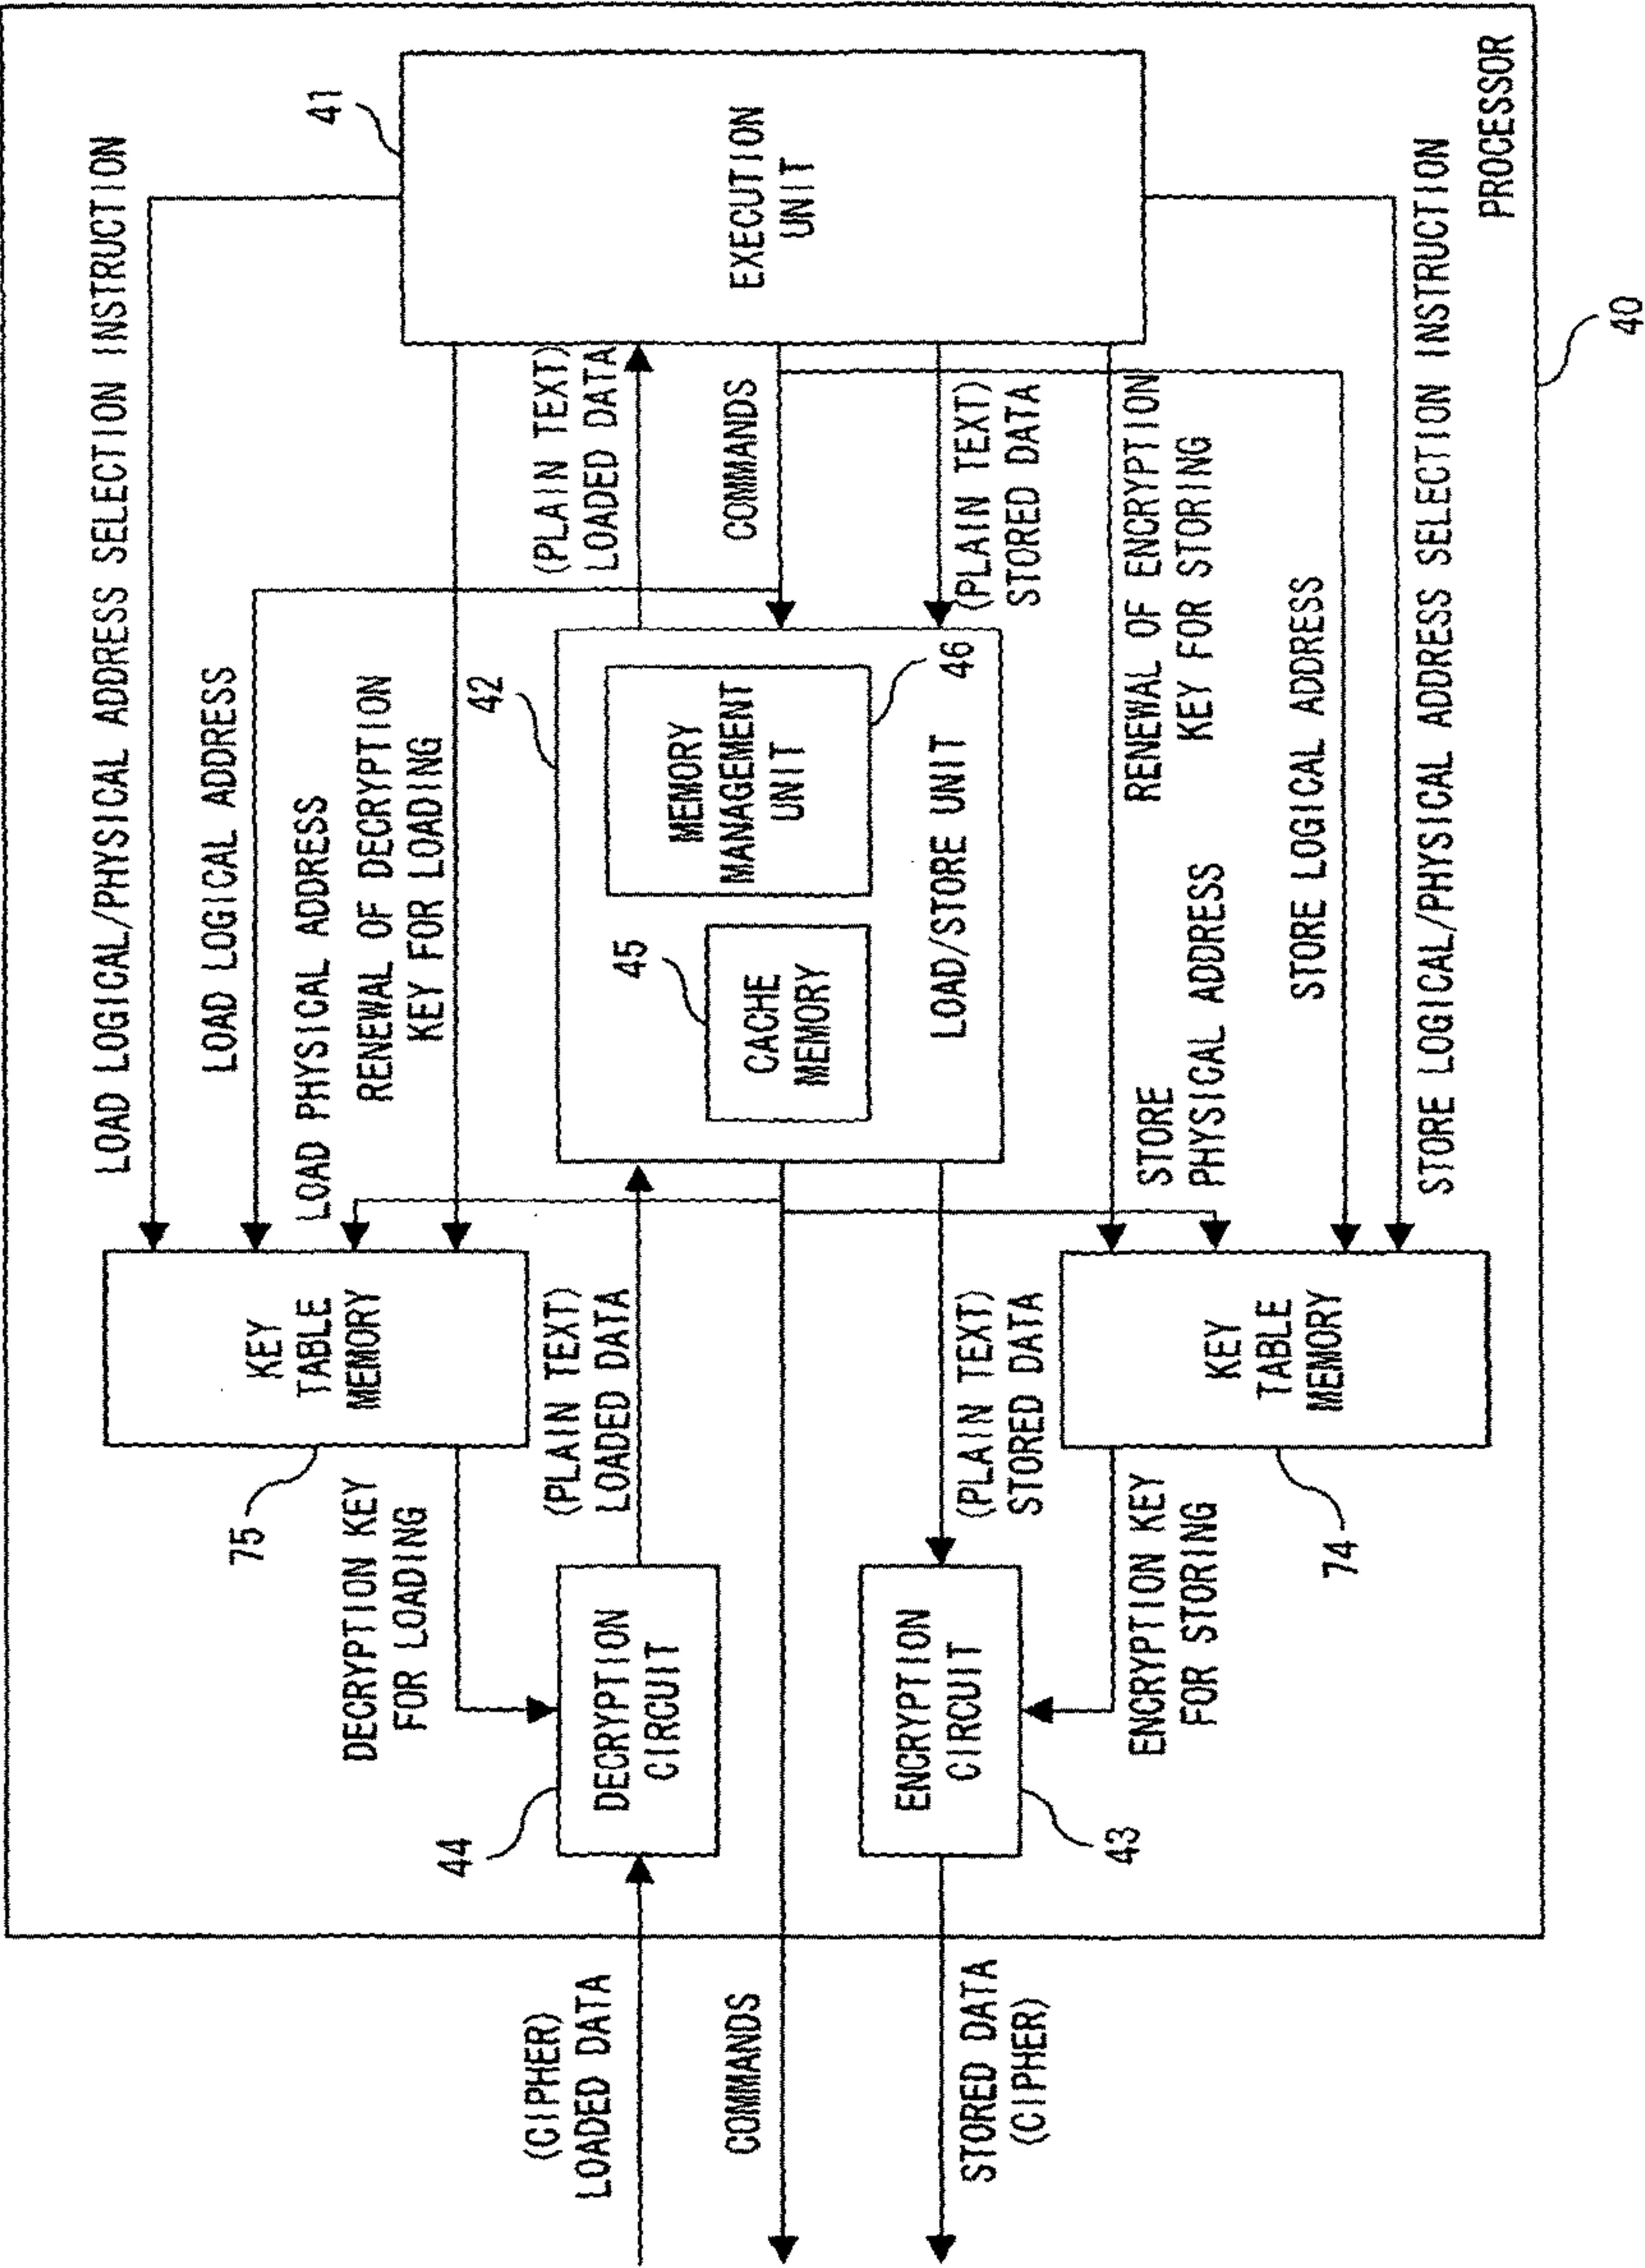 LOAD LOGICAL/PHYSICAL ADDRESS SELECTION INSTRUCTION
LOAD LOGICAL ADDRESS
LOAD PHYSICAL ADDRESS
RENEWAL OF DECRYPTION
KEY FOR LOADING
41
EXECUTION
UNIT
(PLAIN TEXT)
LOADED DATA
COMMANDS
(PLAIN TEXT)
STORED DATA
RENEWAL OF ENCRYPTION
KEY FOR STORING
42
MEMORY
MANAGEMENT
UNIT
46
45
CACHE
MEMORY
LOAD/STORE UNIT
STORE
PHYSICAL ADDRESS
STORE LOGICAL ADDRESS
STORE LOGICAL/PHYSICAL ADDRESS SELECTION INSTRUCTION
PROCESSOR
40
KEY
TABLE
MEMORY
75
DECRYPTION KEY
FOR LOADING
(PLAIN TEXT)
LOADED DATA
(PLAIN TEXT)
STORED DATA
KEY
TABLE
MEMORY
74
ENCRYPTION KEY
FOR STORING
44
DECRYPTION
CIRCUIT
ENCRYPTION
CIRCUIT
43
(CIPHER)
LOADED DATA
COMMANDS
STORED DATA
(CIPHER)